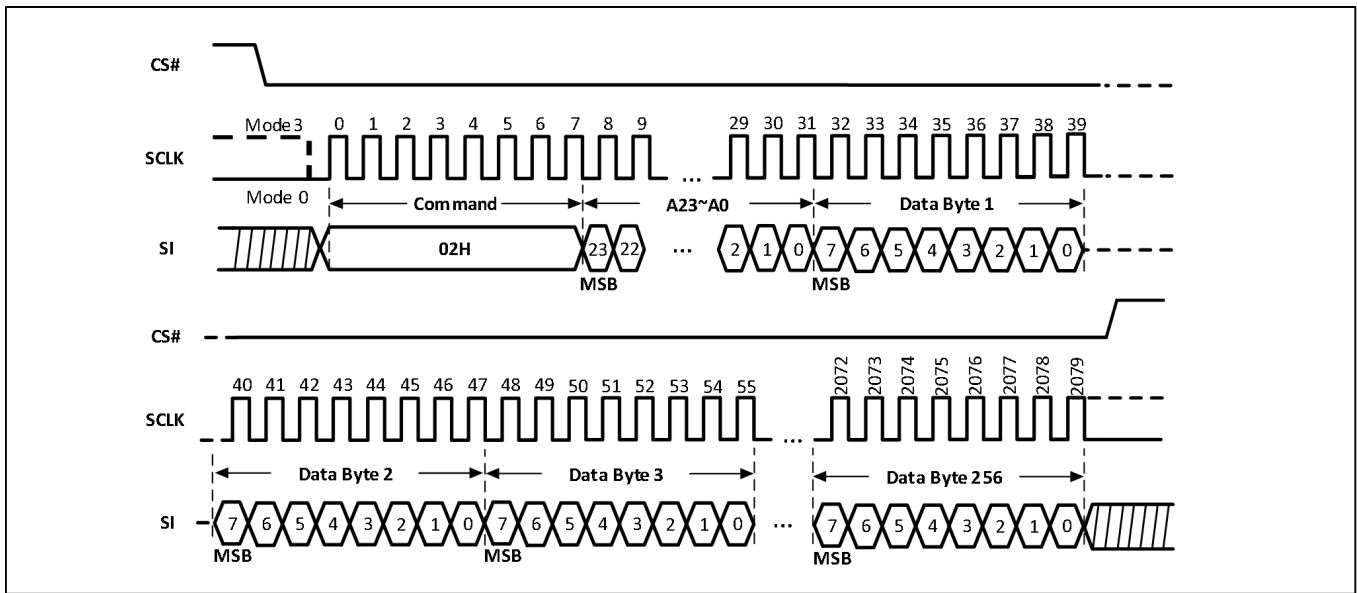 CS#
Mode 3
0 1 2 3 4 5 6 7 8 9 29 30 31 32 33 34 35 36 37 38 39
SCLK
...
Mode 0
Command A23~A0 Data Byte 1
SI 02H 23 22 ... 2 1 0 7 6 5 4 3 2 1 0
MSB MSB
CS#
40 41 42 43 44 45 46 47 48 49 50 51 52 53 54 55 2072 2073 2074 2075 2076 2077 2078 2079
SCLK
...
Data Byte 2 Data Byte 3 Data Byte 256
SI 7 6 5 4 3 2 1 0 7 6 5 4 3 2 1 0 ... 7 6 5 4 3 2 1 0
MSB MSB MSB